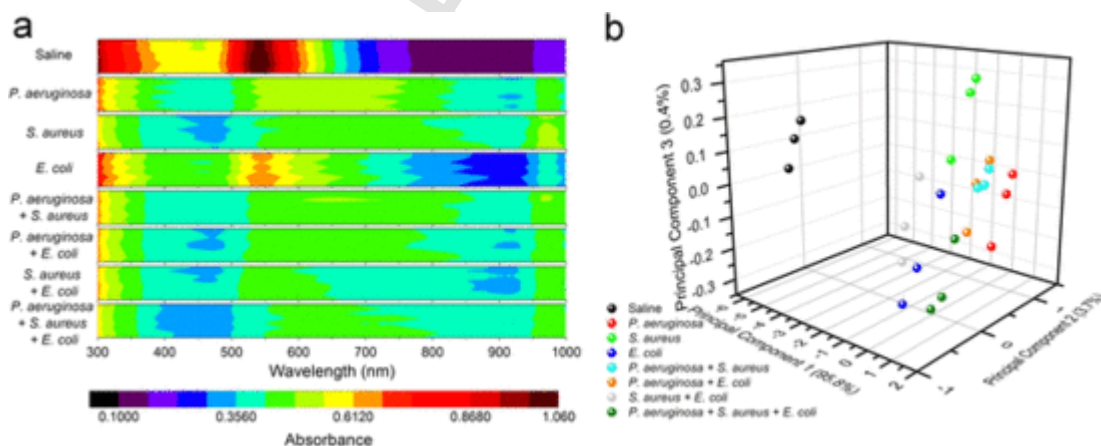 a
Saline
P. aeruginosa
S. aureus
E. coli
P. aeruginosa
+ S. aureus
P. aeruginosa
+ E. coli
S. aureus
+ E. coli
P. aeruginosa
+ S. aureus
+ E. coli
300 400 500 600 700 800 900 1000
Wavelength (nm)
0.1000 0.3560 0.6120 0.8680 1.060
Absorbance
b
Principal Component 3 (0.4%)
0.3
0.2
0.1
0.0
-0.1
-0.2
-0.3
Principal Component 1 (95.8%)
-2 -1 0 1 2
Principal Component 2 (3.7%)
-1 0 1
Saline
P. aeruginosa
S. aureus
E. coli
P. aeruginosa + S. aureus
P. aeruginosa + E. coli
S. aureus + E. coli
P. aeruginosa + S. aureus + E. coli